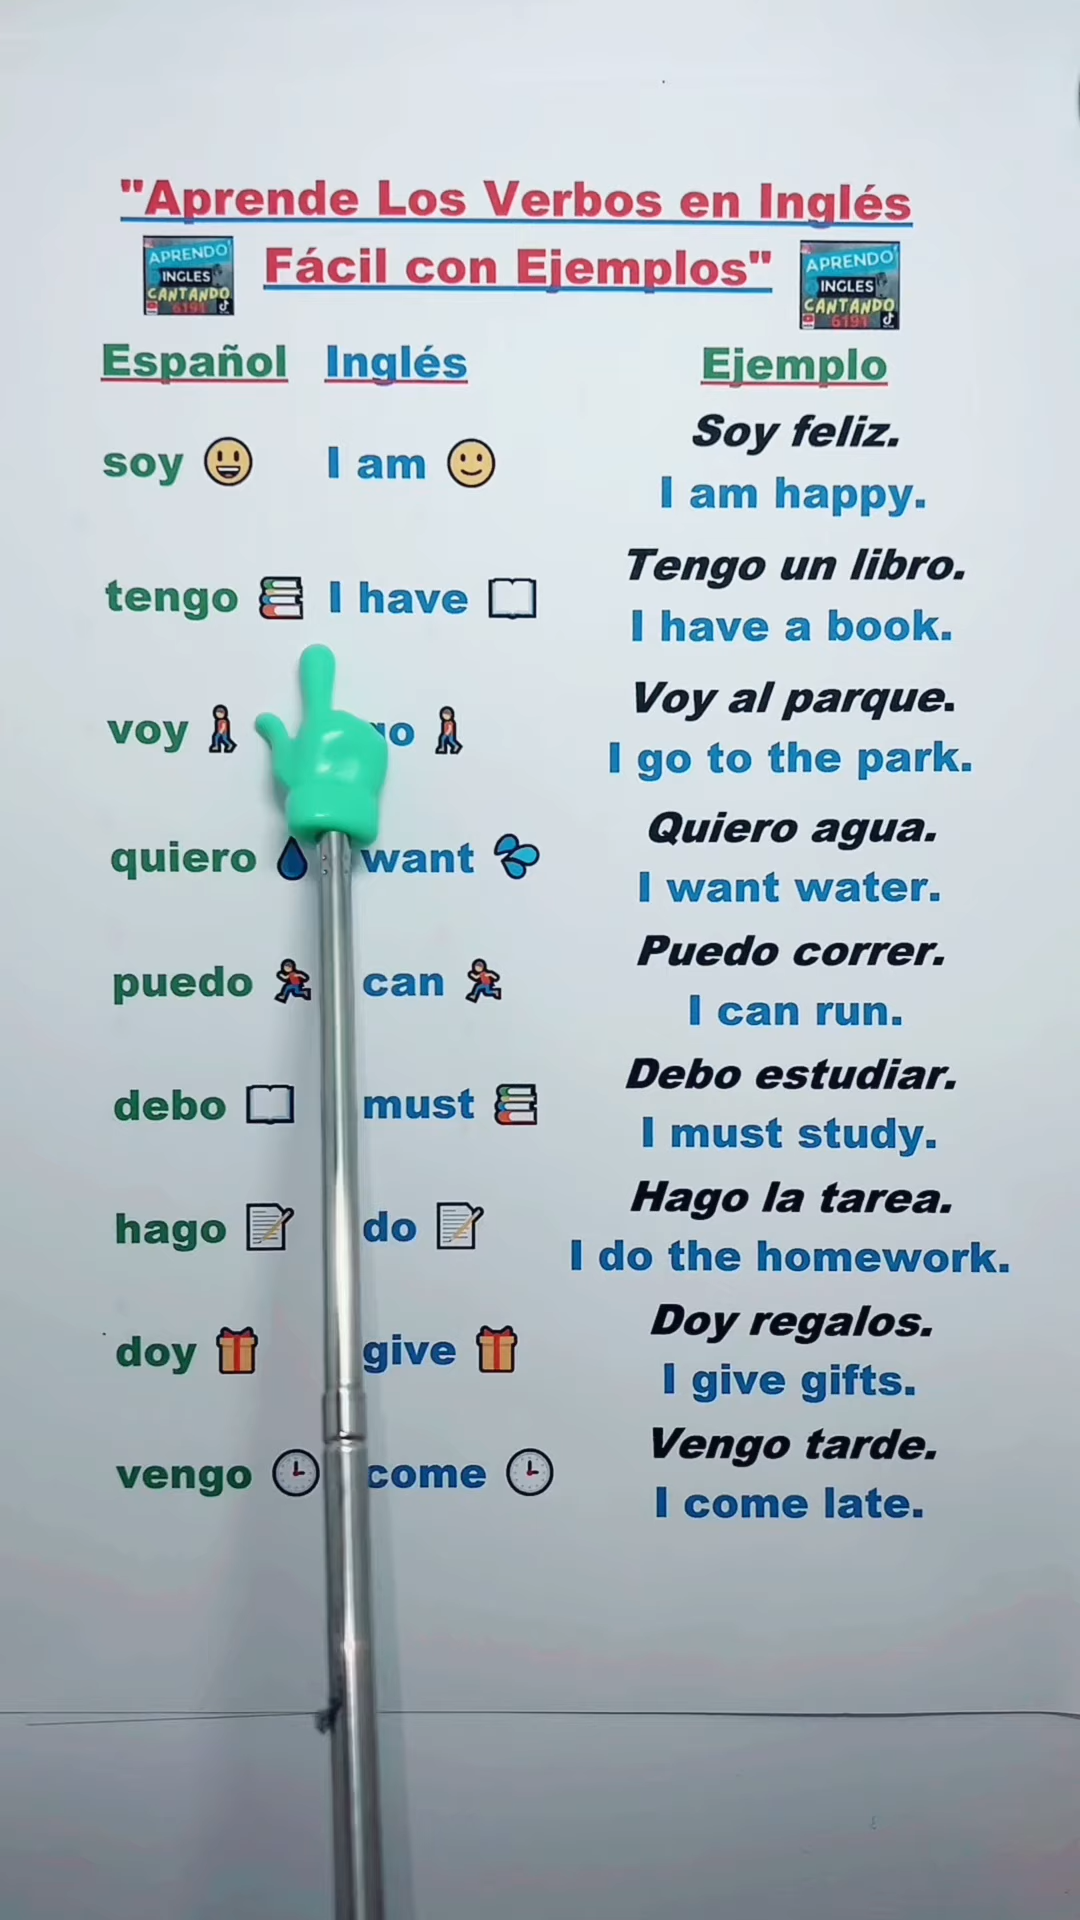 "Aprende Los Verbos en Inglés
Fácil con Ejemplos"
APRENDO
INGLES
CANTANDO
6191
APRENDO
INGLES
CANTANDO
6191
Español Inglés Ejemplo
soy I am Soy feliz.
I am happy.
tengo I have Tengo un libro.
I have a book.
voy Voy al parque.
I go to the park.
quiero want Quiero agua.
I want water.
puedo can Puedo correr.
I can run.
debo must Debo estudiar.
I must study.
hago do Hago la tarea.
I do the homework.
doy give Doy regalos.
I give gifts.
vengo come Vengo tarde.
I come late.